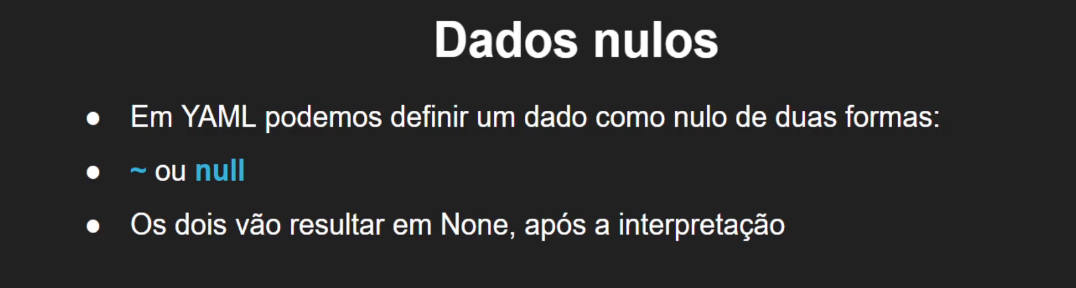 Dados nulos
● Em YAML podemos definir um dado como nulo de duas formas:
● ~ ou null
● Os dois vão resultar em None, após a interpretação